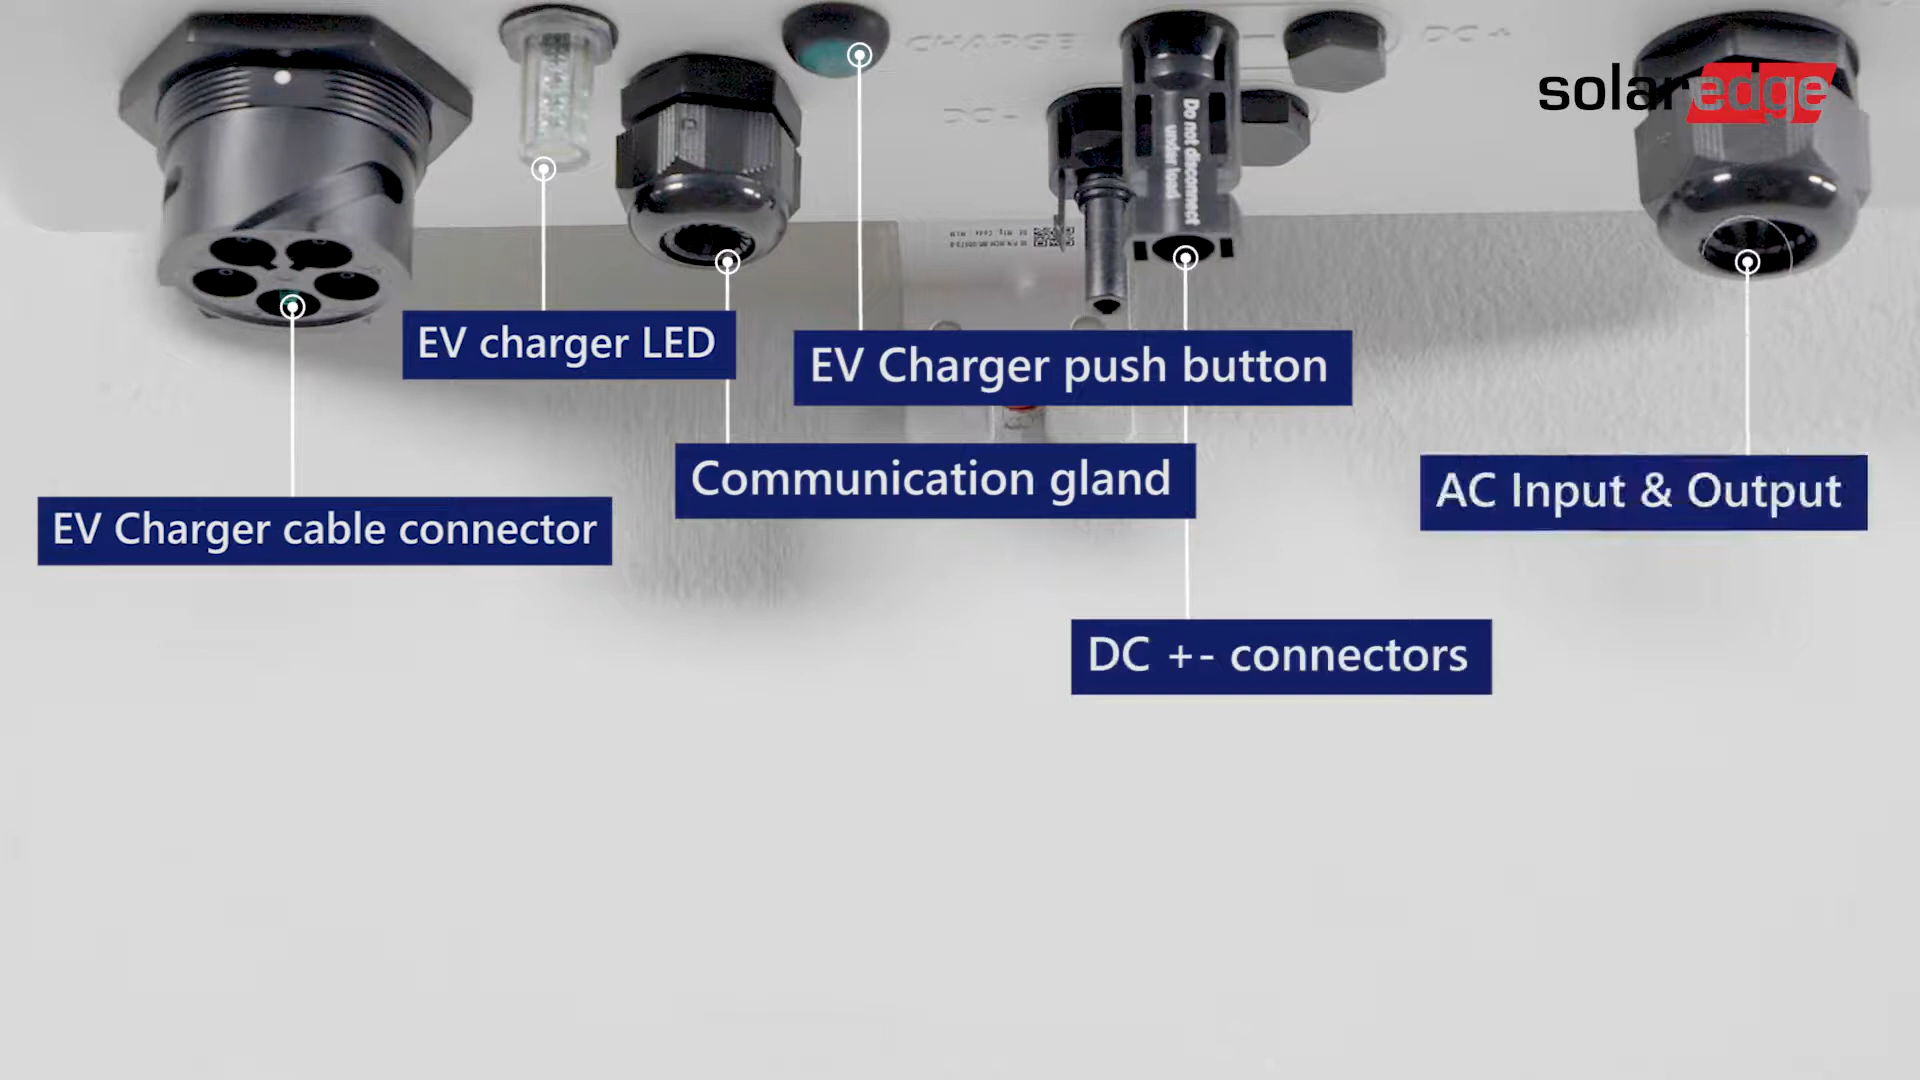 CHARGE
DC +
DC -
solaredge
Do not disconnect
under load
EV charger LED
EV Charger push button
Communication gland
AC Input & Output
EV Charger cable connector
DC +- connectors